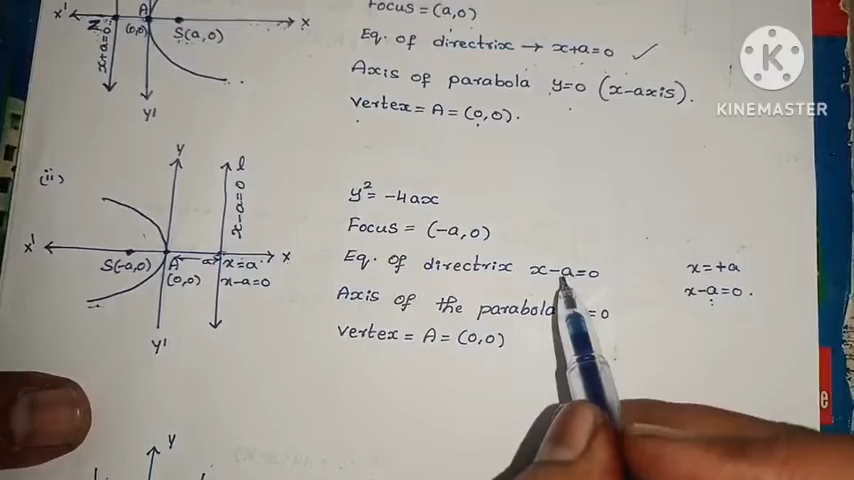 x' Z A (0,0) S(a,0) x
x+a=0
y'
Focus = (a,0)
Eq. of directrix → x+a=0 ✓
Axis of parabola y=0 (x-axis).
vertex = A = (0,0).
KINEMASTER
(ii)
y
l
x-a=0
x' S(-a,0) A a x=a x
(0,0) x-a=0
y'
y² = -4ax
Focus = (-a,0)
Eq. of directrix x-a=0
x=+a
x-a=0.
Axis of the parabola =0
vertex = A = (0,0)
y